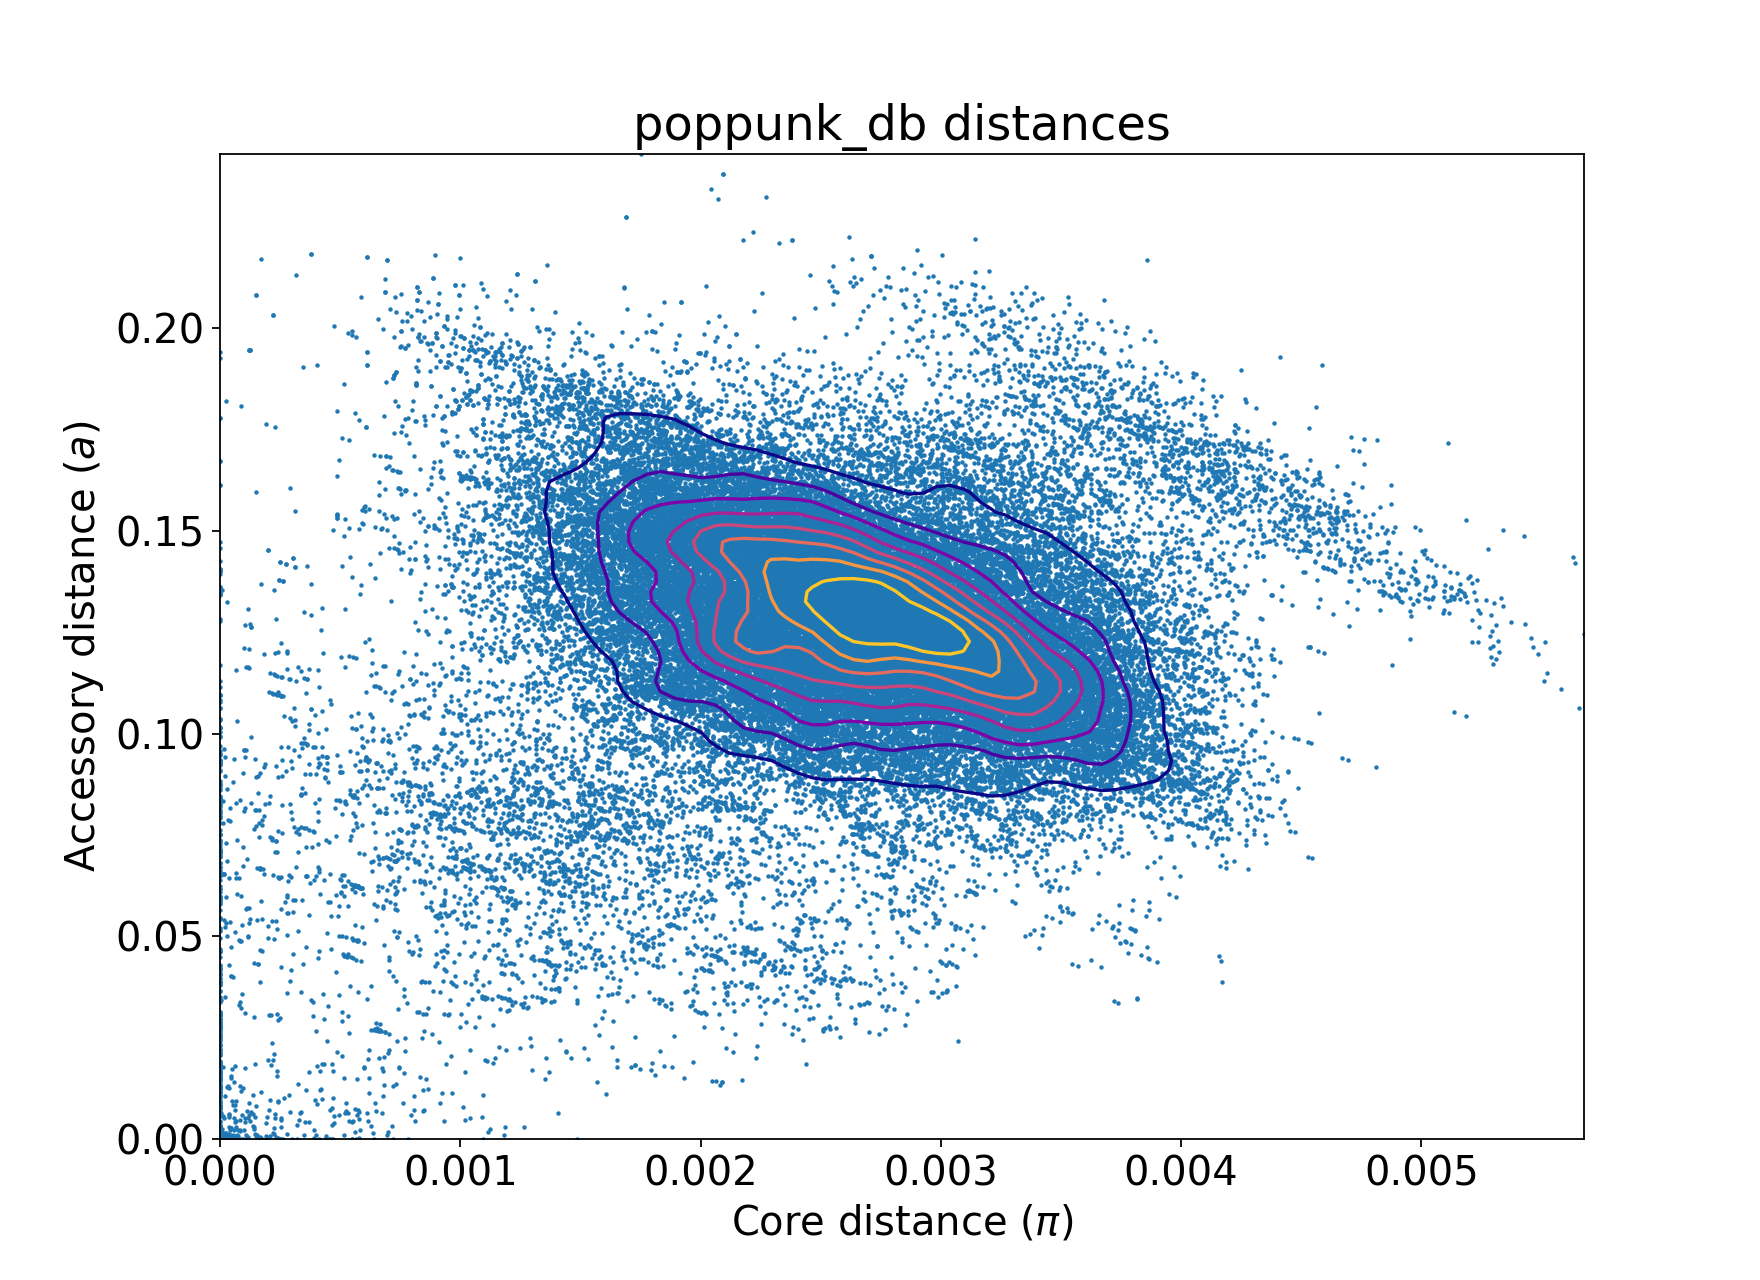 poppunk_db distances
Accessory distance (a)
0.20
0.15
0.10
0.05
0.00
0.000 0.001 0.002 0.003 0.004 0.005
Core distance (π)